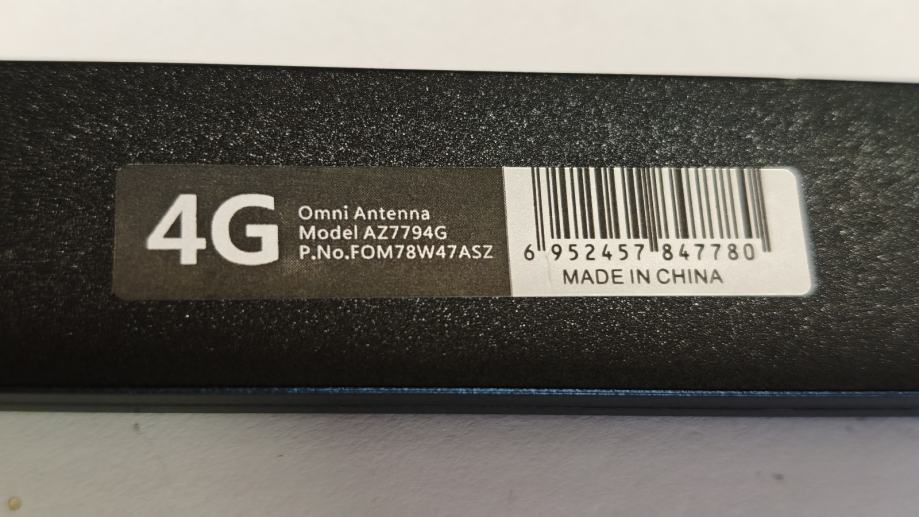 4G
Omni Antenna
Model AZ7794G
P.No.FOM78W47ASZ
6 952457 847780
MADE IN CHINA